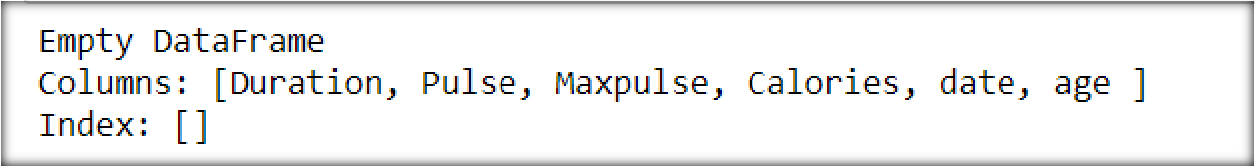 Empty DataFrame
Columns: [Duration, Pulse, Maxpulse, Calories, date, age ]
Index: []